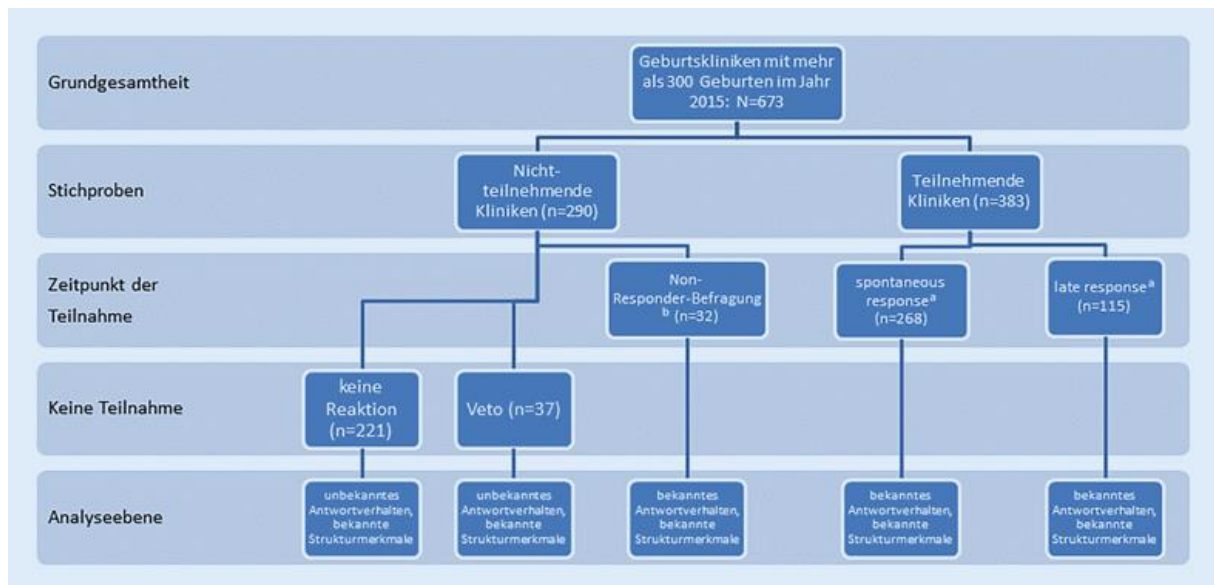 Grundgesamtheit
Geburtskliniken mit mehr
als 300 Geburten im Jahr
2015: N=673
Stichproben
Nicht-
teilnehmende
Kliniken (n=290)
Teilnehmende
Kliniken (n=383)
Zeitpunkt der
Teilnahme
Non-
Responder-Befragung
b (n=32)
spontaneous
responseª
(n=268)
late responseª
(n=115)
Keine Teilnahme
keine
Reaktion
(n=221)
Veto (n=37)
Analyseebene
unbekanntes
Antwortverhalten,
bekannte
Strukturmerkmale
unbekanntes
Antwortverhalten,
bekannte
Strukturmerkmale
bekanntes
Antwortverhalten,
bekannte
Strukturmerkmale
bekanntes
Antwortverhalten,
bekannte
Strukturmerkmale
bekanntes
Antwortverhalten,
bekannte
Strukturmerkmale